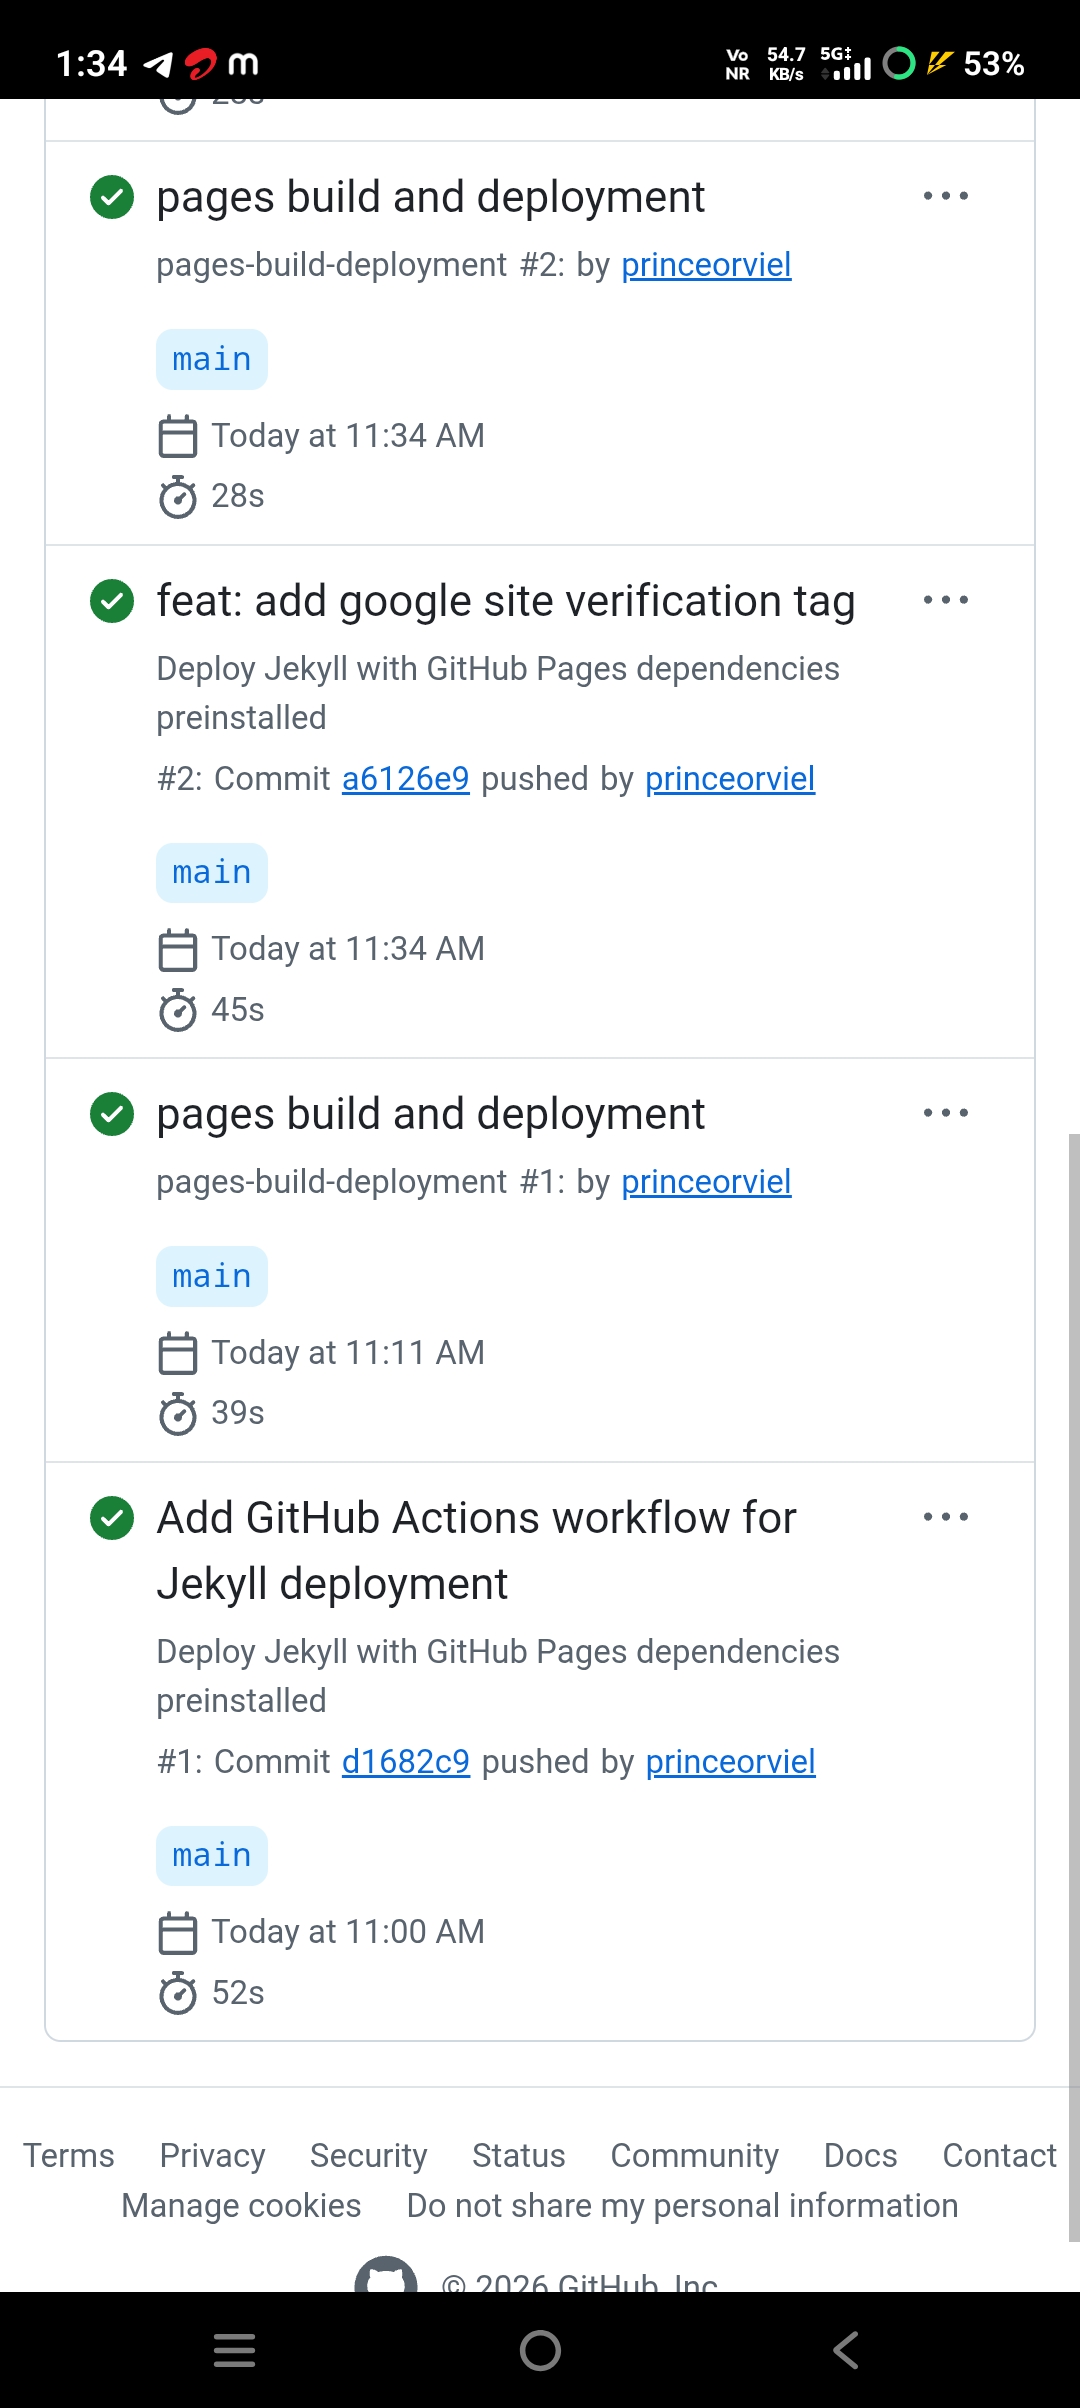 1:34
Vo NR 54.7 KB/s 5G 53%
pages build and deployment
pages-build-deployment #2: by princeorviel
main
Today at 11:34 AM
28s
feat: add google site verification tag
Deploy Jekyll with GitHub Pages dependencies
preinstalled
#2: Commit a6126e9 pushed by princeorviel
main
Today at 11:34 AM
45s
pages build and deployment
pages-build-deployment #1: by princeorviel
main
Today at 11:11 AM
39s
Add GitHub Actions workflow for
Jekyll deployment
Deploy Jekyll with GitHub Pages dependencies
preinstalled
#1: Commit d1682c9 pushed by princeorviel
main
Today at 11:00 AM
52s
Terms Privacy Security Status Community Docs Contact
Manage cookies Do not share my personal information
© 2026 GitHub, Inc.